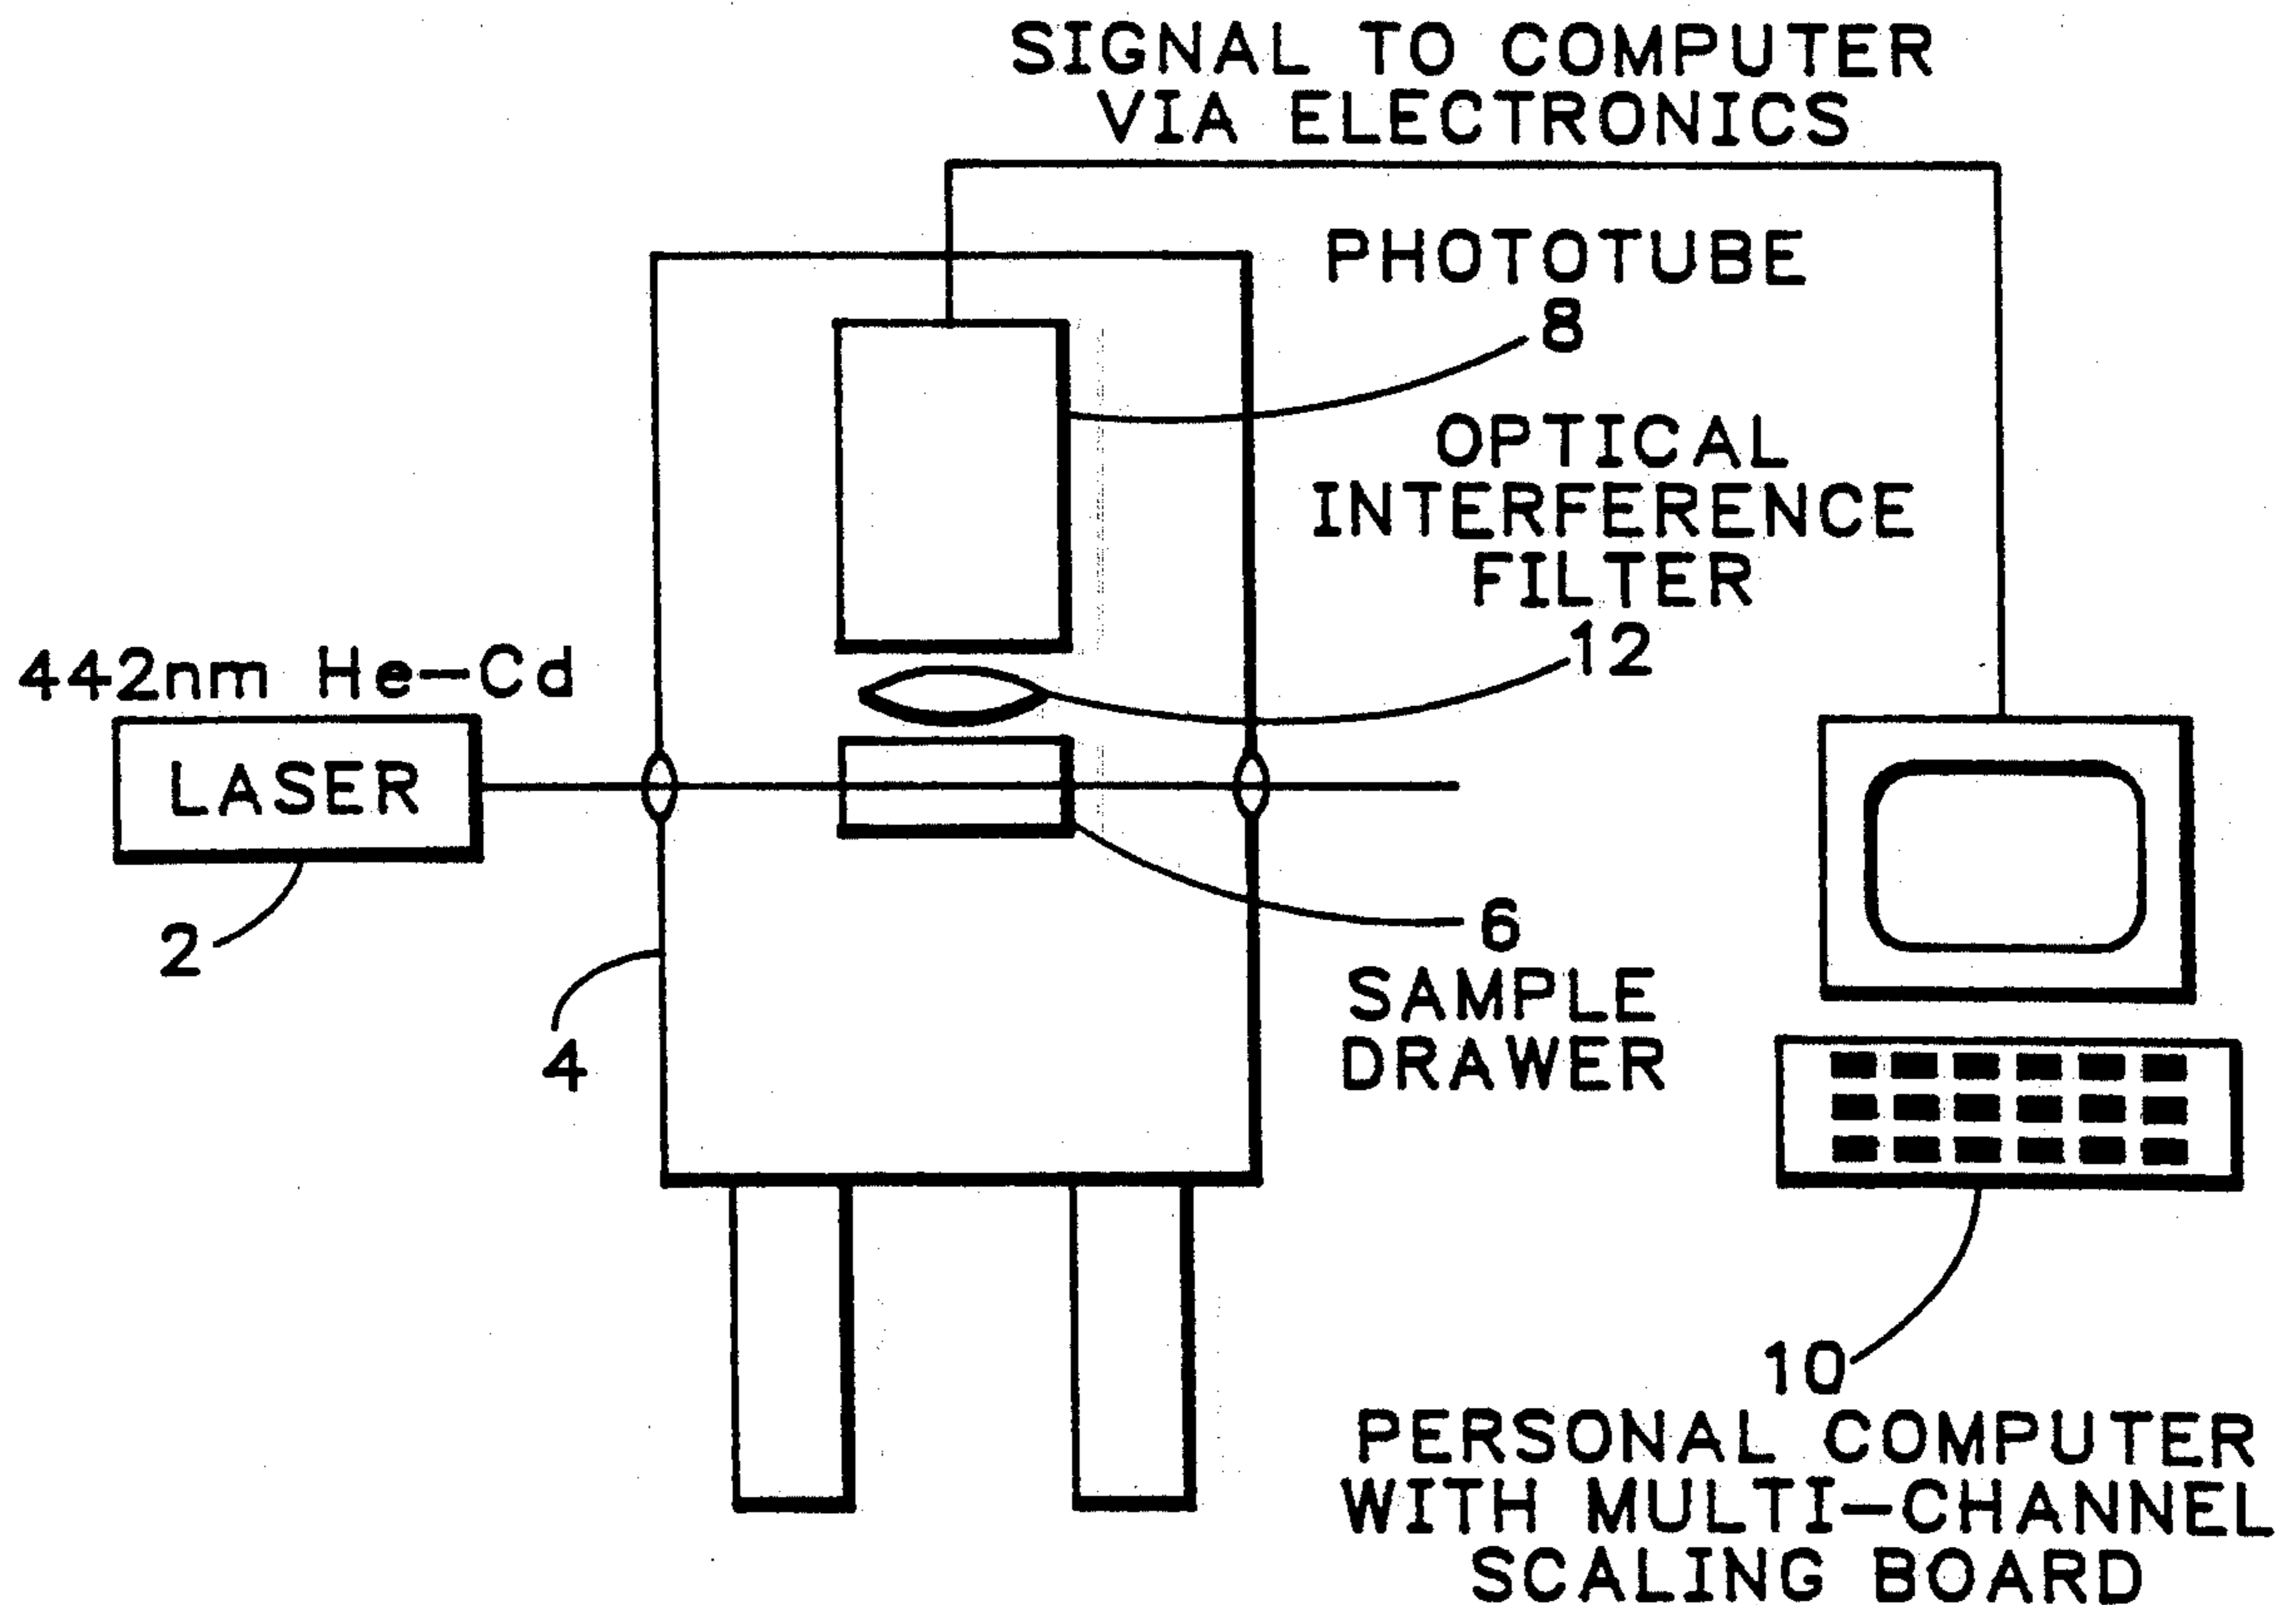 SIGNAL TO COMPUTER
VIA ELECTRONICS
PHOTOTUBE
8
OPTICAL
INTERFERENCE
FILTER
12
442nm He-Cd
LASER
2
4
6
SAMPLE
DRAWER
10
PERSONAL COMPUTER
WITH MULTI-CHANNEL
SCALING BOARD